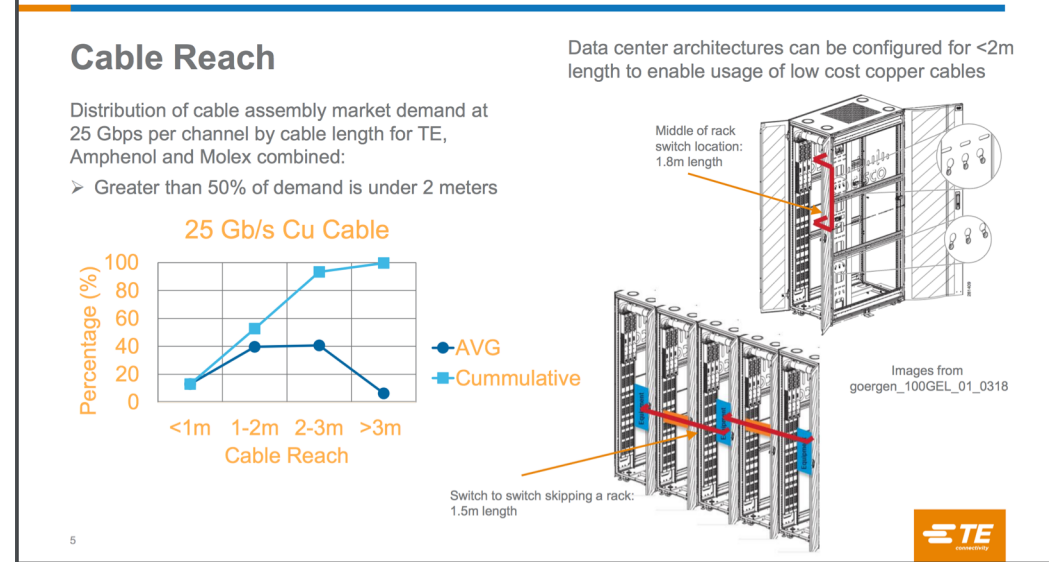 Cable Reach
Distribution of cable assembly market demand at
25 Gbps per channel by cable length for TE,
Amphenol and Molex combined:
➢ Greater than 50% of demand is under 2 meters
25 Gb/s Cu Cable
Percentage (%)
100
80
60
40
20
0
<1m 1-2m 2-3m >3m
Cable Reach
AVG
Cummulative
Data center architectures can be configured for <2m
length to enable usage of low cost copper cables
Middle of rack
switch location:
1.8m length
Images from
goergen_100GEL_01_0318
Equipment
Equipment
Equipment
Switch to switch skipping a rack:
1.5m length
5
TE
connectivity